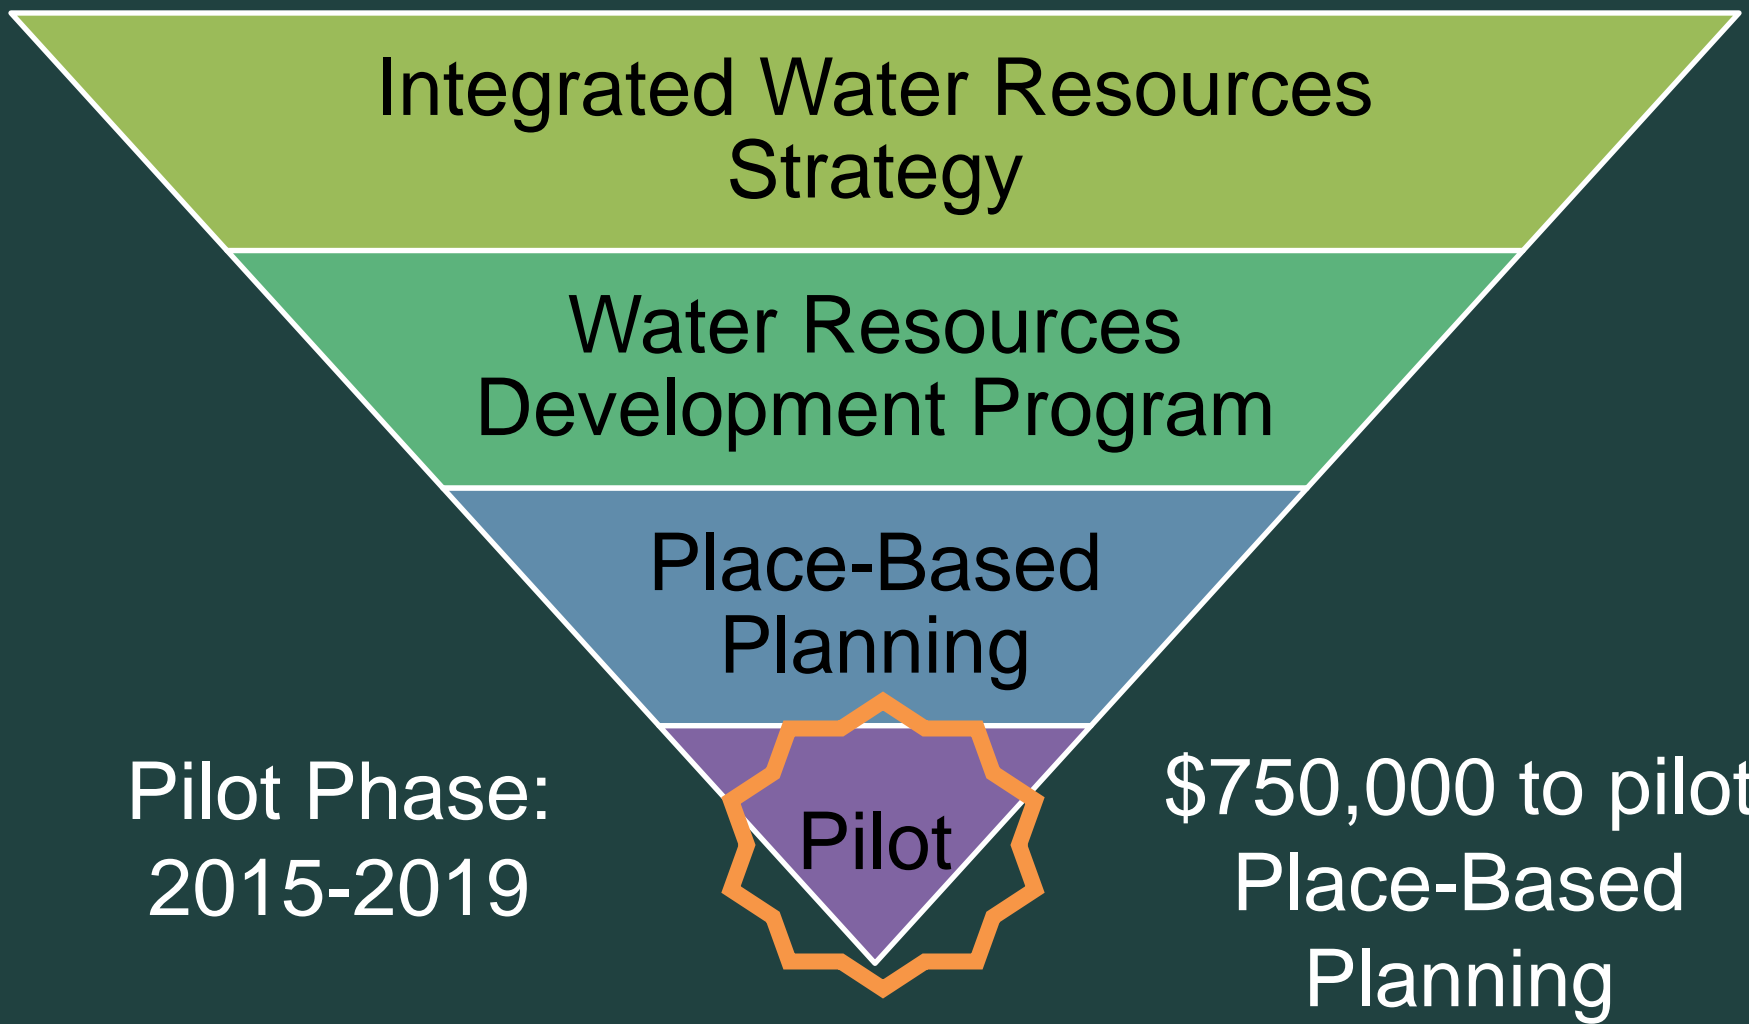 Integrated Water Resources
Strategy
Water Resources
Development Program
Place-Based
Planning
Pilot
Pilot Phase:
2015-2019
$750,000 to pilot
Place-Based
Planning